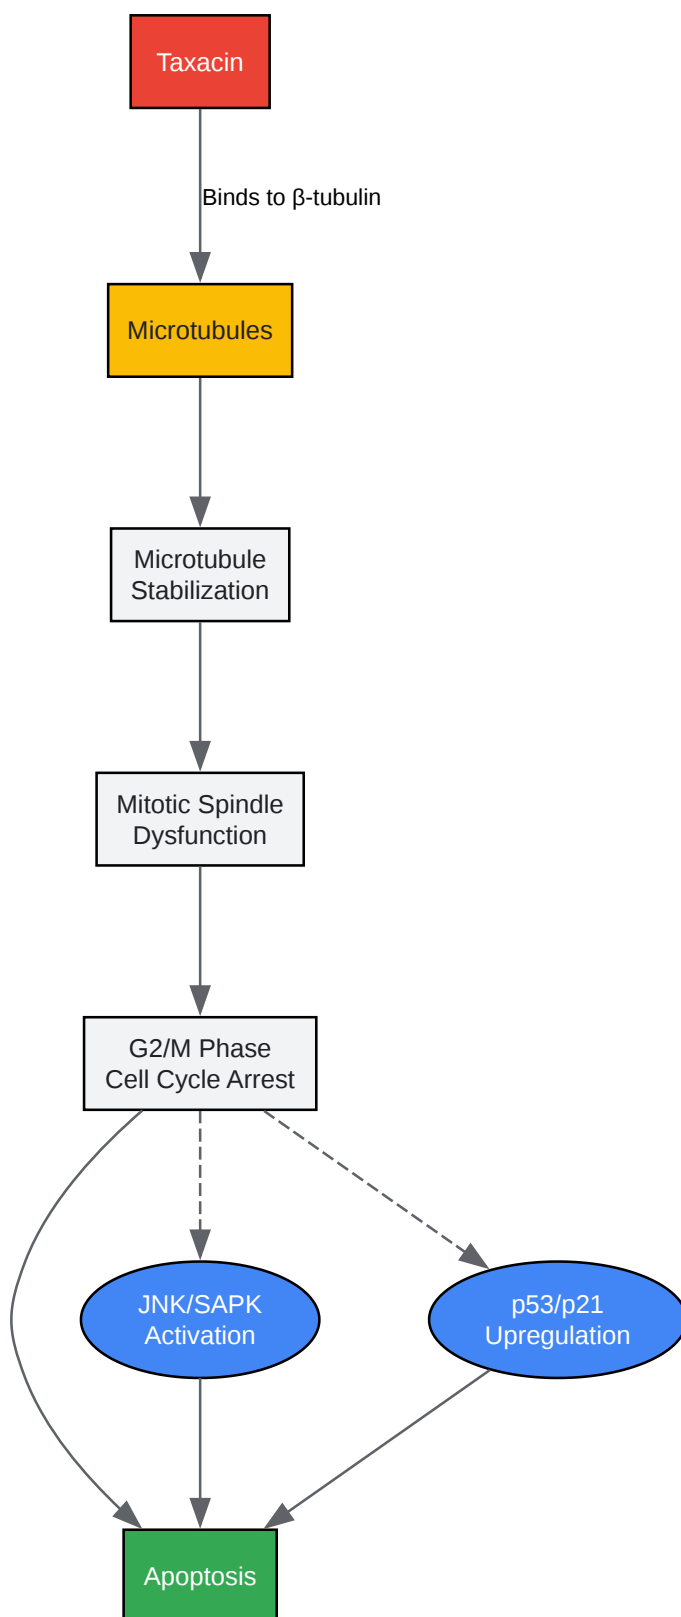 Taxacin
Binds to β-tubulin
Microtubules
Microtubule
Stabilization
Mitotic Spindle
Dysfunction
G2/M Phase
Cell Cycle Arrest
JNK/SAPK
Activation
p53/p21
Upregulation
Apoptosis